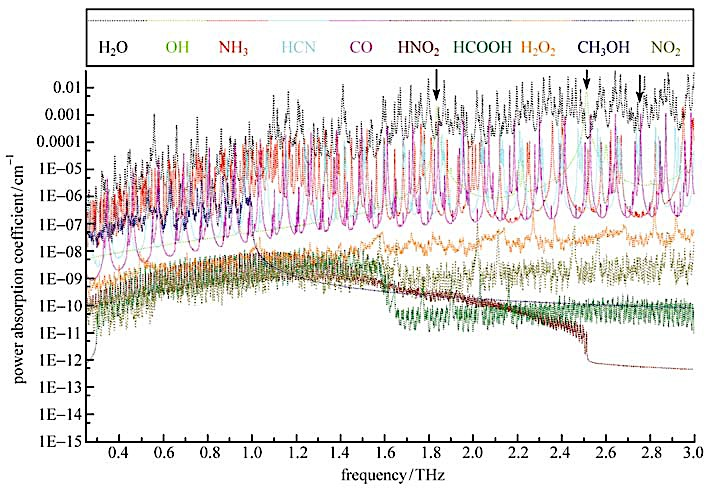 H₂O OH NH₃ HCN CO HNO₂ HCOOH H₂O₂ CH₃OH NO₂
power absorption coefficient/cm⁻¹
0.01
0.001
0.0001
1E−05
1E−06
1E−07
1E−08
1E−09
1E−10
1E−11
1E−12
1E−13
1E−14
1E−15
0.4 0.6 0.8 1.0 1.2 1.4 1.6 1.8 2.0 2.2 2.4 2.6 2.8 3.0
frequency/THz